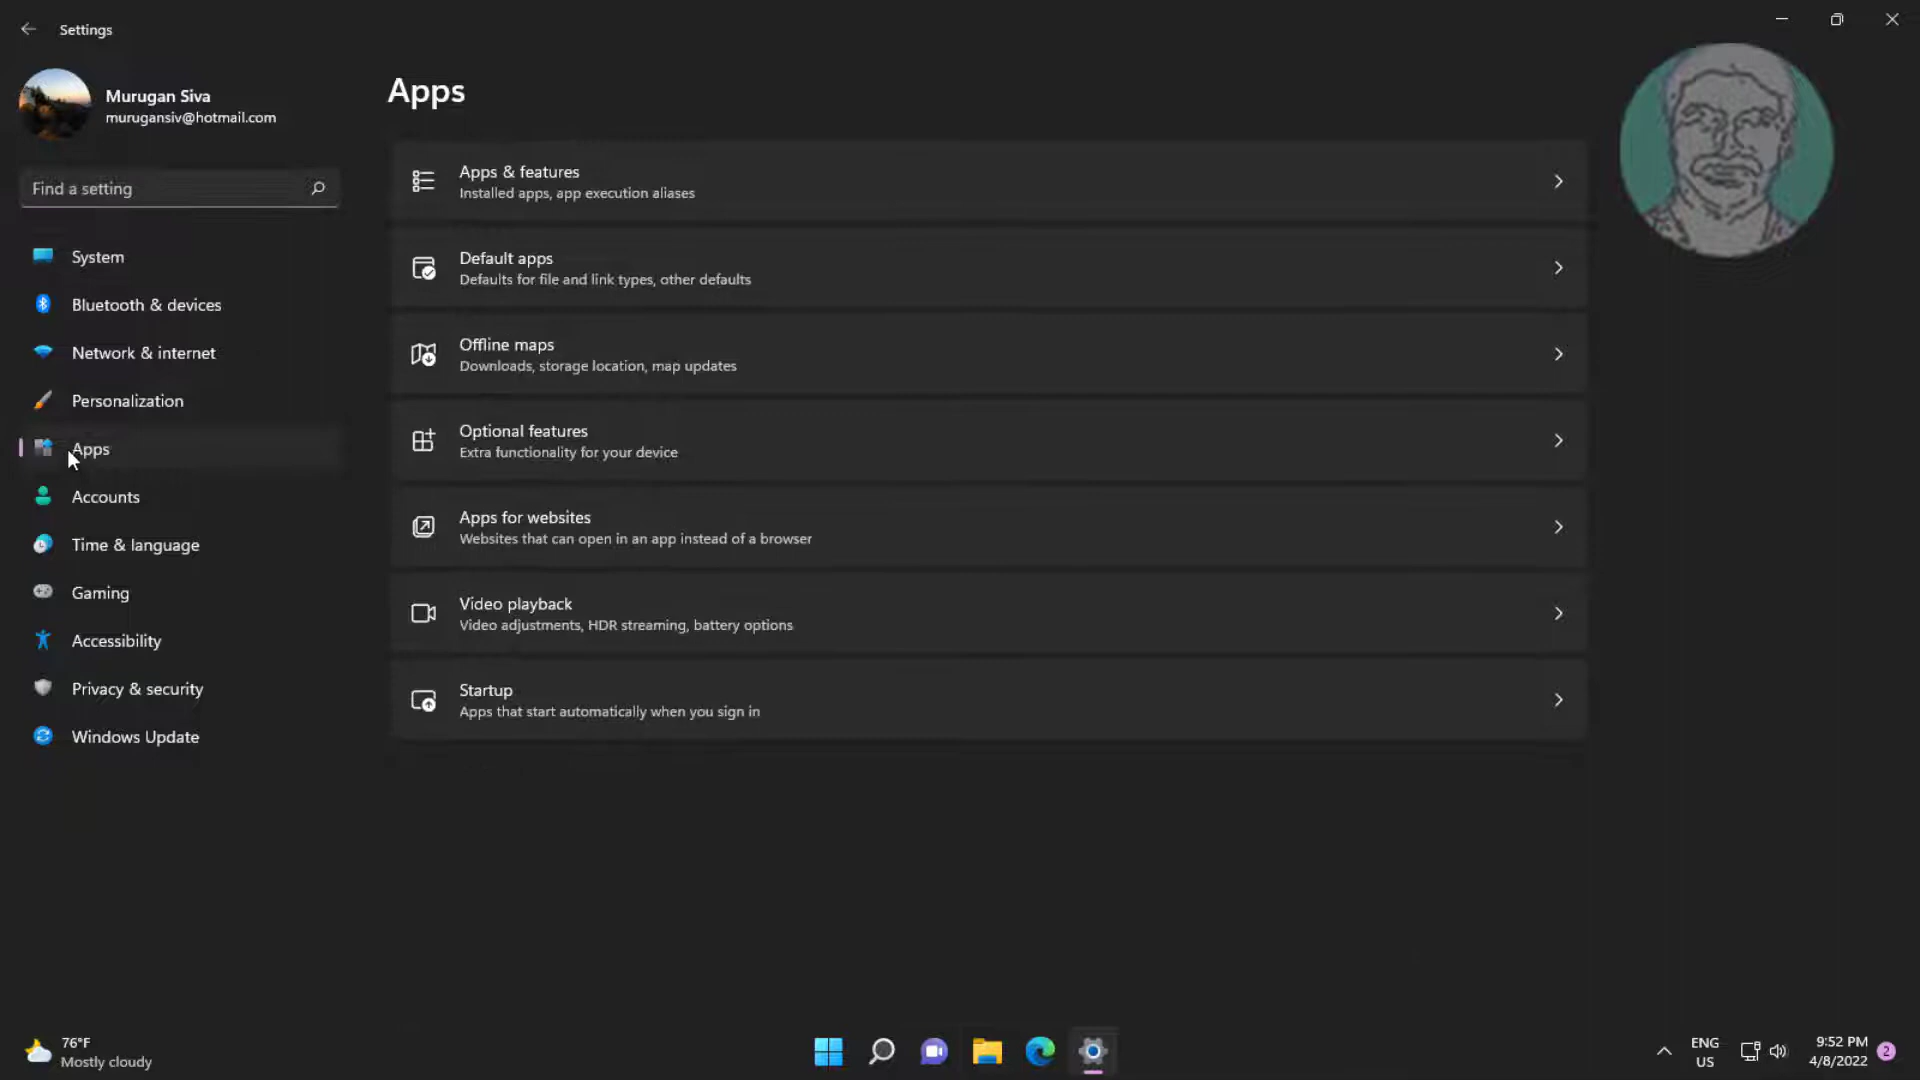 Settings
Murugan Siva
murugansiv@hotmail.com
Find a setting
System
Bluetooth & devices
Network & internet
Personalization
Apps
Accounts
Time & language
Gaming
Accessibility
Privacy & security
Windows Update
Apps
Apps & features
Installed apps, app execution aliases
Default apps
Defaults for file and link types, other defaults
Offline maps
Downloads, storage location, map updates
Optional features
Extra functionality for your device
Apps for websites
Websites that can open in an app instead of a browser
Video playback
Video adjustments, HDR streaming, battery options
Startup
Apps that start automatically when you sign in
76°F
Mostly cloudy
ENG
US
9:52 PM
4/8/2022
2